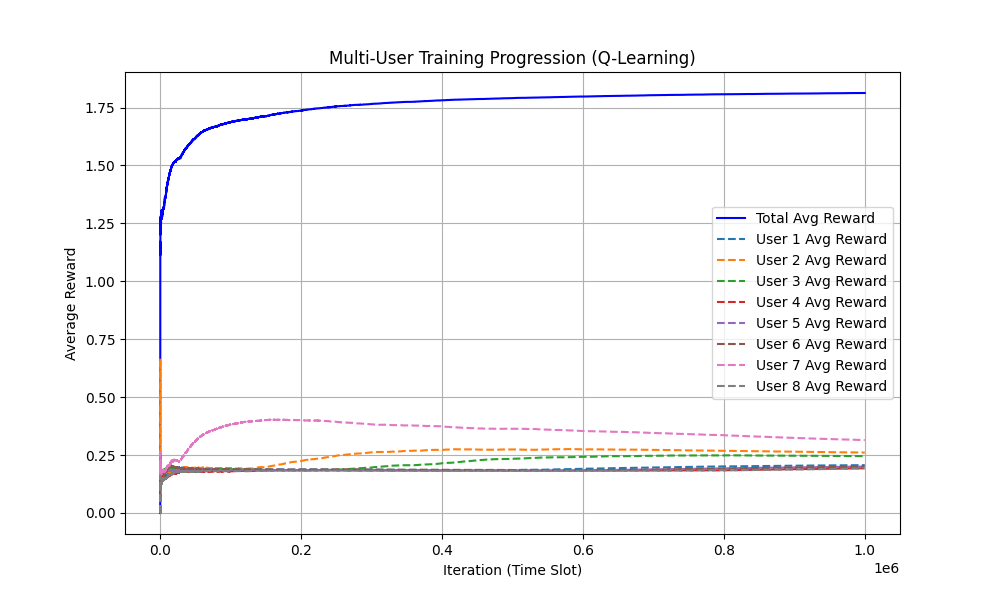 Multi-User Training Progression (Q-Learning)
Average Reward
1.75
1.50
1.25
1.00
0.75
0.50
0.25
0.00
Total Avg Reward
User 1 Avg Reward
User 2 Avg Reward
User 3 Avg Reward
User 4 Avg Reward
User 5 Avg Reward
User 6 Avg Reward
User 7 Avg Reward
User 8 Avg Reward
0.0 0.2 0.4 0.6 0.8 1.0
1e6
Iteration (Time Slot)